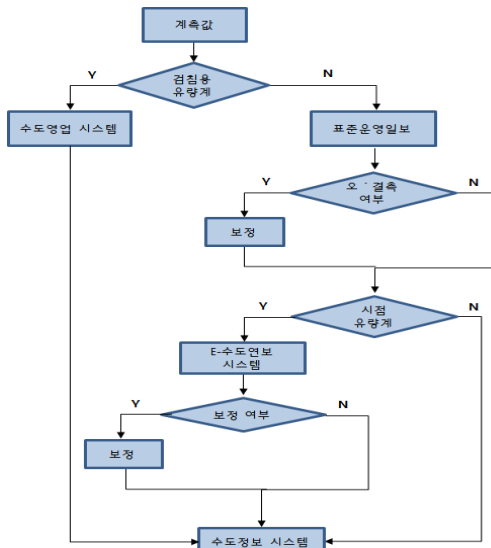 계측값
검침용
유량계
Y
N
수도영업 시스템
표준운영일보
오·결측
여부
Y
N
보정
시점
유량계
Y
N
E-수도연보
시스템
보정 여부
Y
N
보정
수도정보 시스템